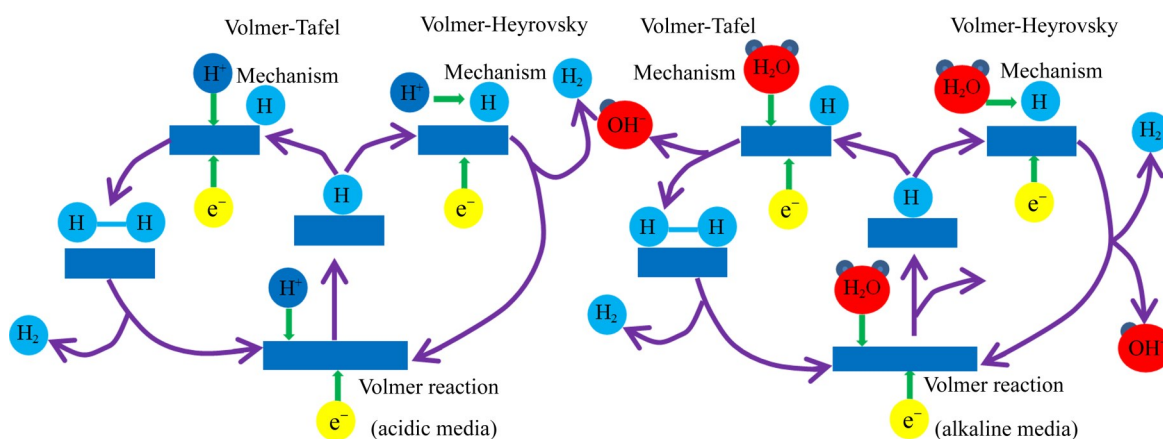 Volmer-Tafel
Mechanism
H⁺
H
e⁻
Volmer-Heyrovsky
Mechanism
H⁺
H
H₂
e⁻
H
H H
H₂
H⁺
Volmer reaction
e⁻
(acidic media)
Volmer-Tafel
Mechanism
H₂O
H
OH⁻
e⁻
Volmer-Heyrovsky
Mechanism
H₂O
H
H₂
e⁻
H
H H
H₂O
H₂
OH
Volmer reaction
e⁻
(alkaline media)